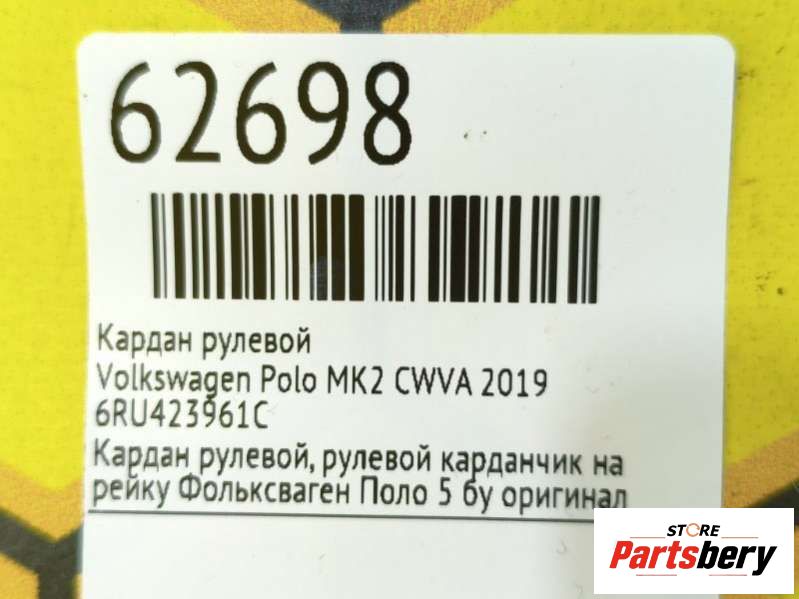 62698
Кардан рулевой
Volkswagen Polo MK2 CWVA 2019
6RU423961C
Кардан рулевой, рулевой карданчик на
рейку Фольксваген Поло 5 бу оригинал
STORE
Partsbery